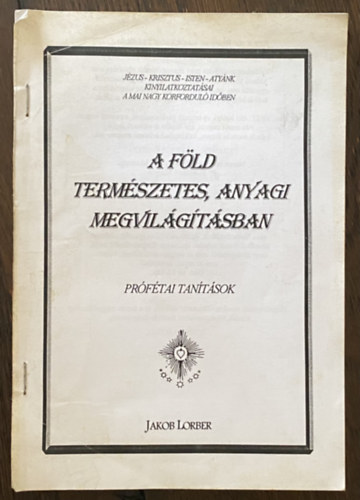 JÉZUS - KRISZTUS - ISTEN - ATYÁNK
KINYILATKOZTATÁSAI
A MAI NAGY KORFORDULÓ IDŐBEN
A FÖLD
TERMÉSZETES, ANYAGI
MEGVILÁGÍTÁSBAN
PRÓFÉTAI TANÍTÁSOK
JAKOB LORBER